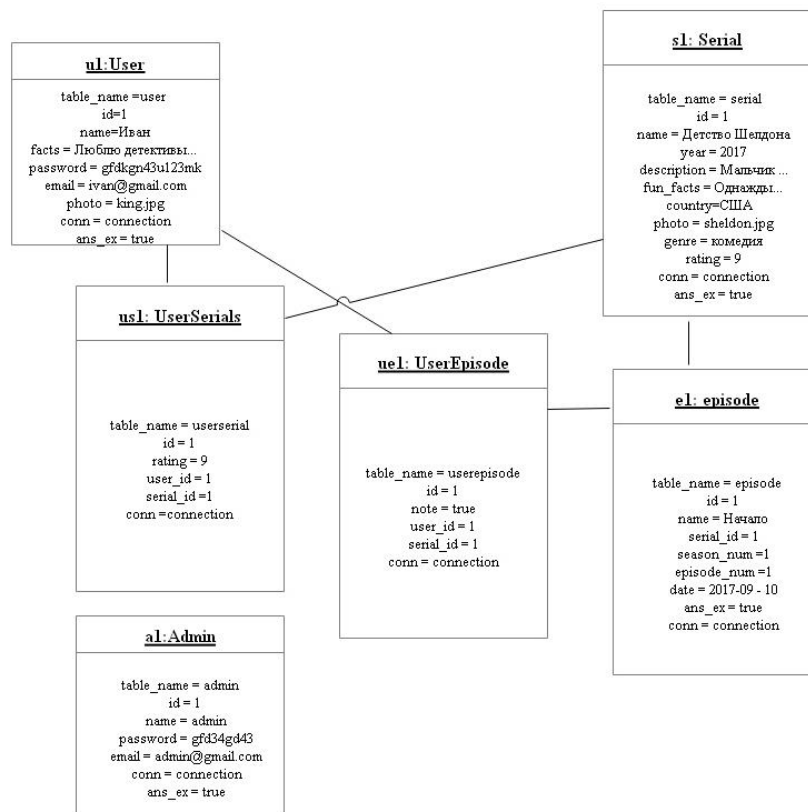 u1:User
table_name =user
id=1
name=Иван
facts = Люблю детективы...
password = gfdkgn43u123mk
email = ivan@gmail.com
photo = king.jpg
conn = connection
ans_ex = true
s1: Serial
table_name = serial
id = 1
name = Детство Шелдона
year = 2017
description = Мальчик ...
fun_facts = Однажды...
country=США
photo = sheldon.jpg
genre = комедия
rating = 9
conn = connection
ans_ex = true
us1: UserSerials
table_name = userserial
id = 1
rating = 9
user_id = 1
serial_id =1
conn =connection
ue1: UserEpisode
table_name = userepisode
id = 1
note = true
user_id = 1
serial_id = 1
conn = connection
e1: episode
table_name = episode
id = 1
name = Начало
serial_id = 1
season_num =1
episode_num =1
date = 2017-09 - 10
ans_ex = true
conn = connection
a1:Admin
table_name = admin
id = 1
name = admin
password = gfd34gd43
email = admin@gmail.com
conn = connection
ans_ex = true